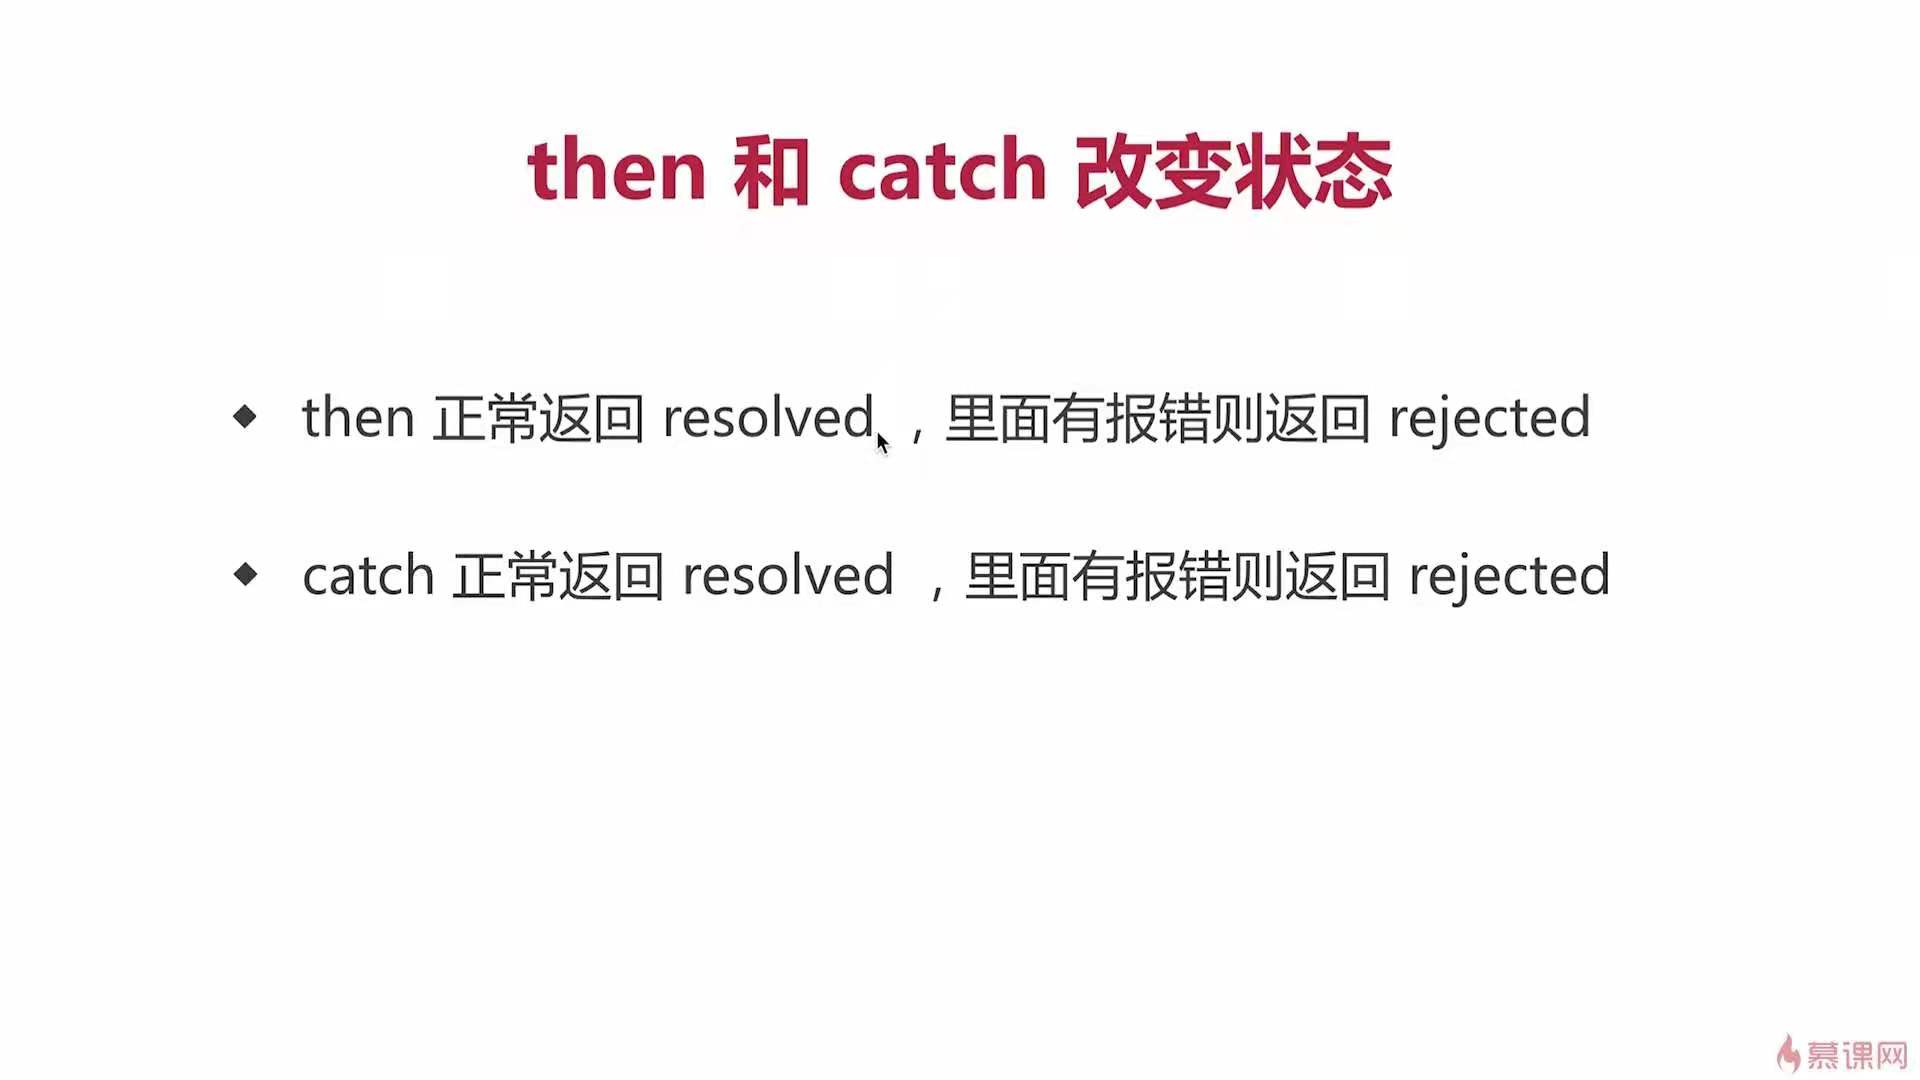 then 和 catch 改变状态
then 正常返回 resolved ，里面有报错则返回 rejected
catch 正常返回 resolved ，里面有报错则返回 rejected
慕课网